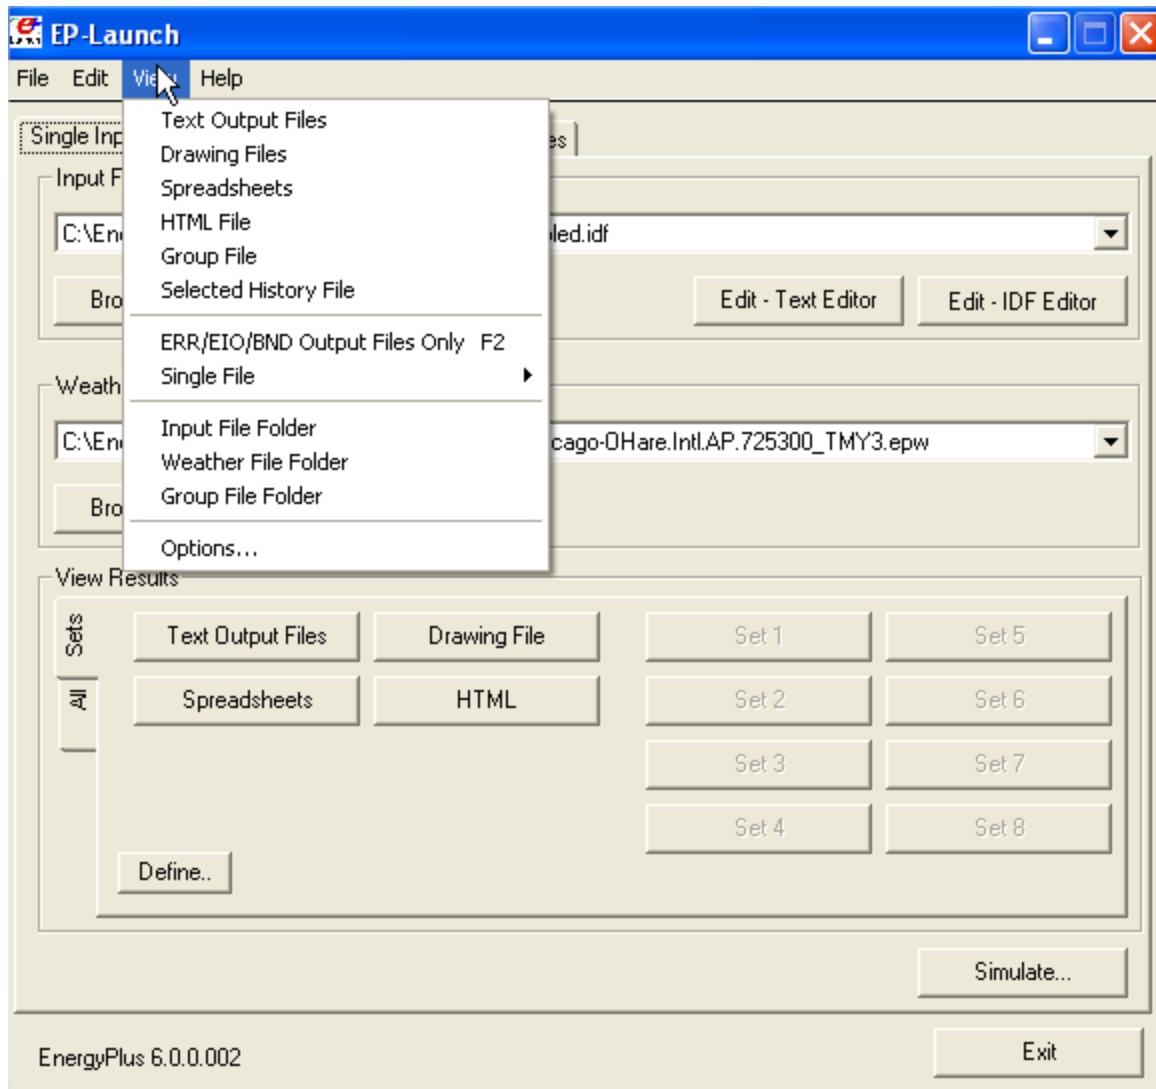 EP-Launch
File Edit View Help
Text Output Files
Drawing Files
Spreadsheets
HTML File
Group File
Selected History File
ERR/EIO/BND Output Files Only F2
Single File
Input File Folder
Weather File Folder
Group File Folder
Options...
Single Inp
es
Input F
C:\En
led.idf
Bro
Edit - Text Editor
Edit - IDF Editor
Weath
C:\En
cago-OHare.Intl.AP.725300_TMY3.epw
Bro
View Results
Sets
All
Text Output Files
Drawing File
Set 1
Set 5
Spreadsheets
HTML
Set 2
Set 6
Set 3
Set 7
Set 4
Set 8
Define..
Simulate...
EnergyPlus 6.0.0.002
Exit